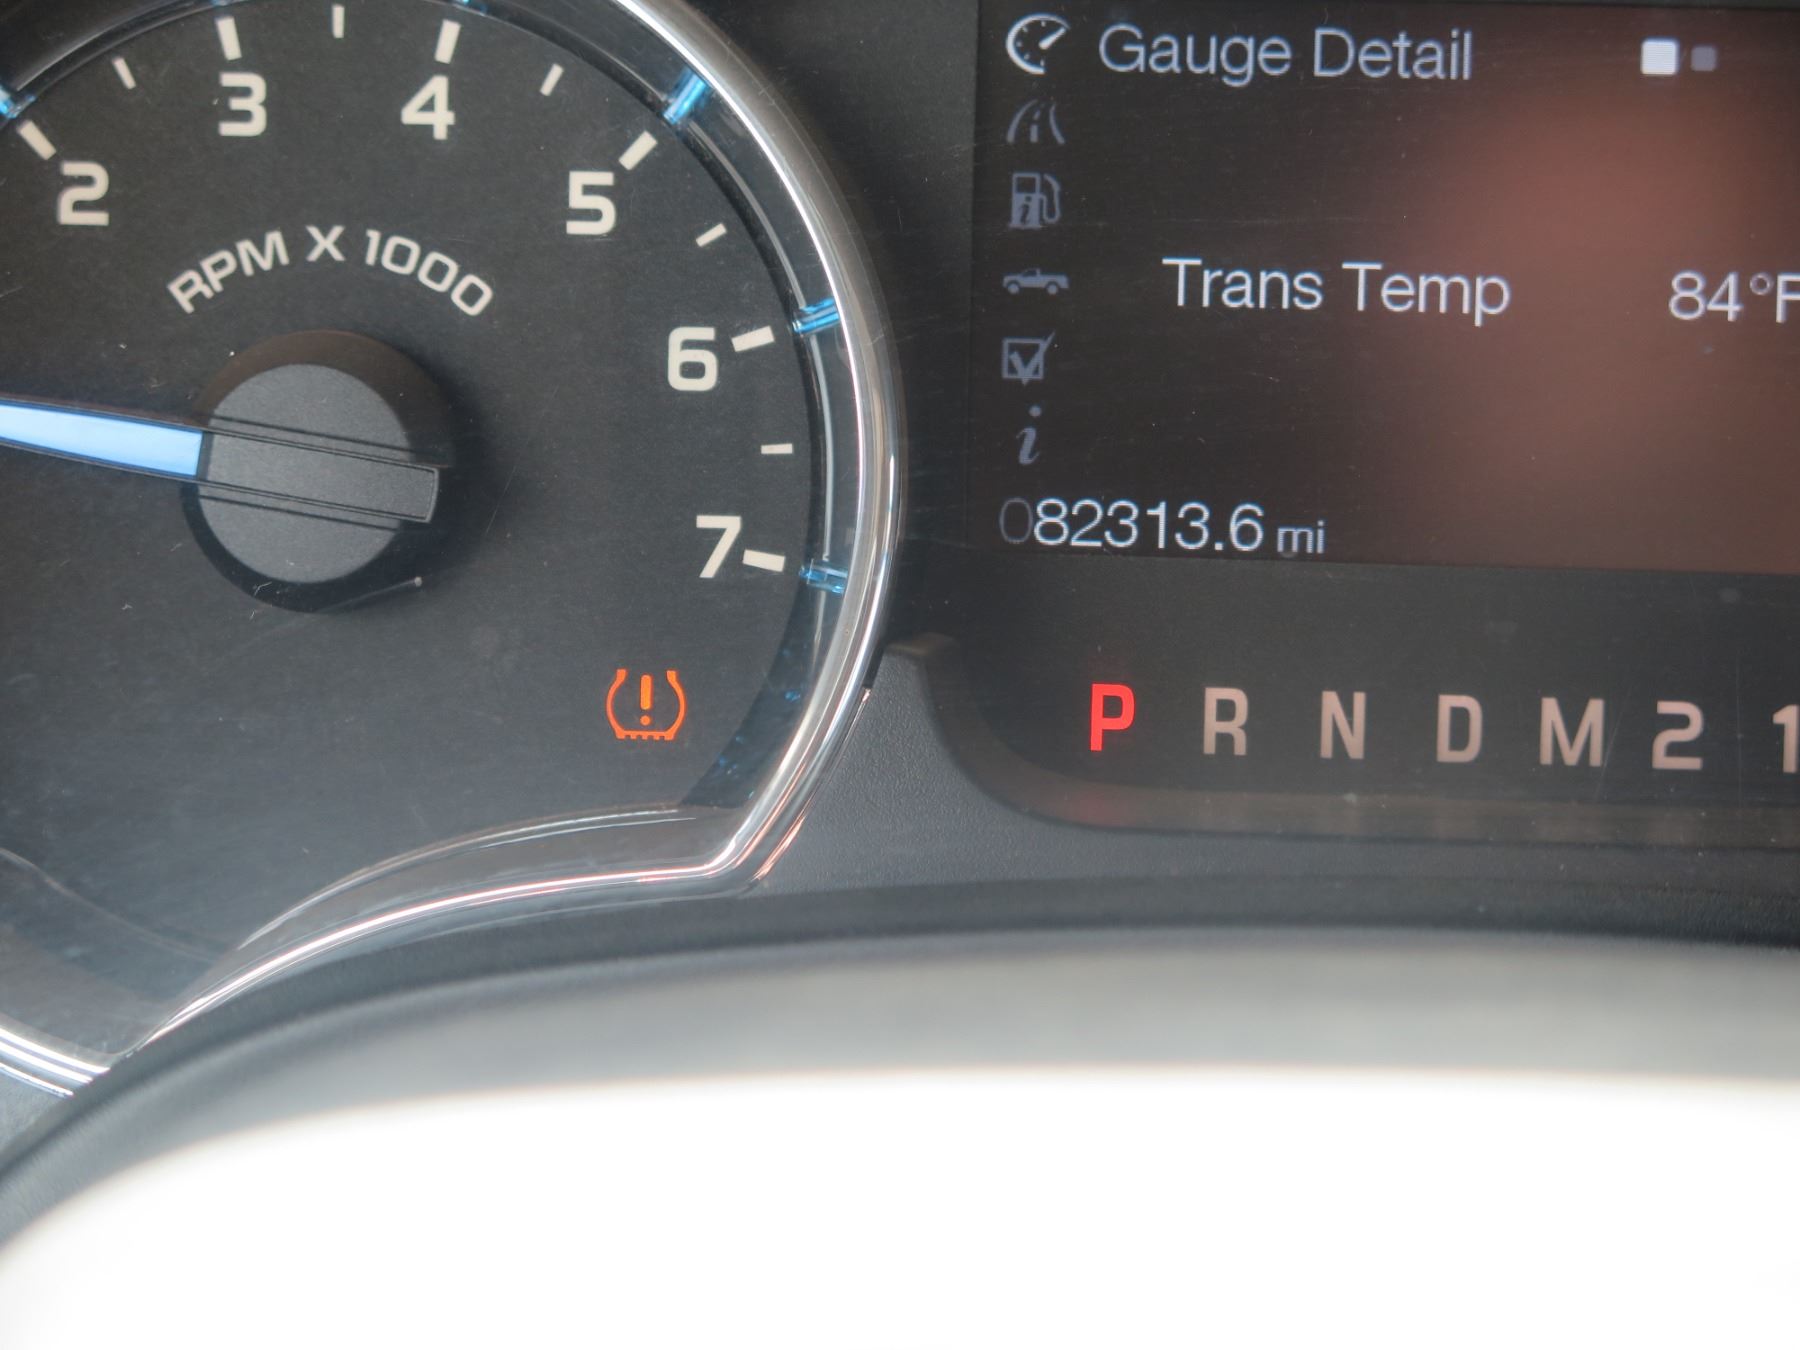 2 3 4 5 6 7
RPM X 1000
Gauge Detail
Trans Temp 84°F
i
082313.6 mi
P R N D M 2 1